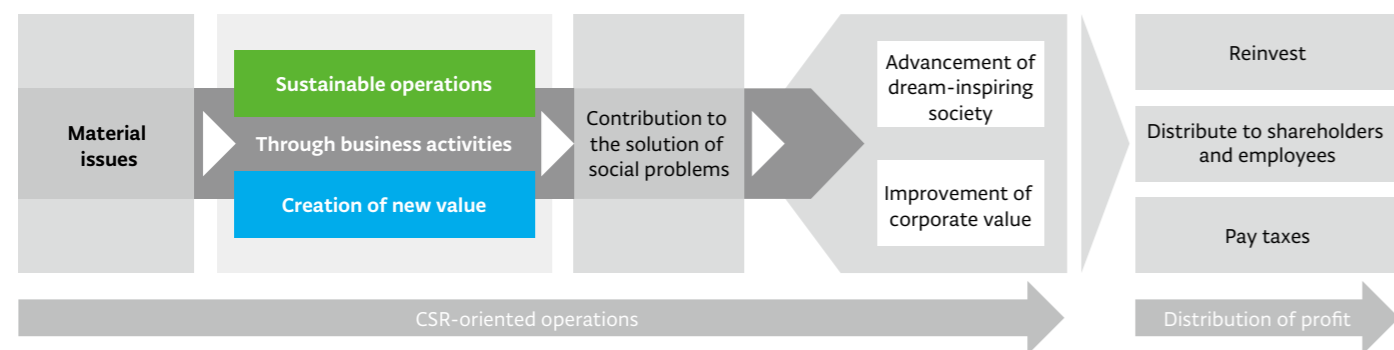 Material
issues
Sustainable operations
Through business activities
Creation of new value
Contribution to
the solution of
social problems
Advancement of
dream-inspiring
society
Improvement of
corporate value
Reinvest
Distribute to shareholders
and employees
Pay taxes
CSR-oriented operations
Distribution of profit